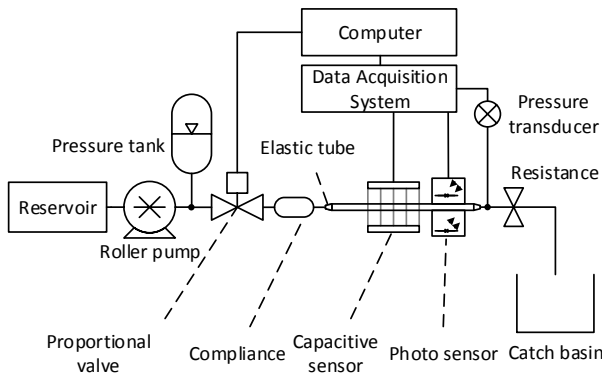 Computer
Data Acquisition
System
Pressure
transducer
Pressure tank
Elastic tube
Resistance
Reservoir
Roller pump
Proportional
valve
Compliance
Capacitive
sensor
Photo sensor
Catch basin